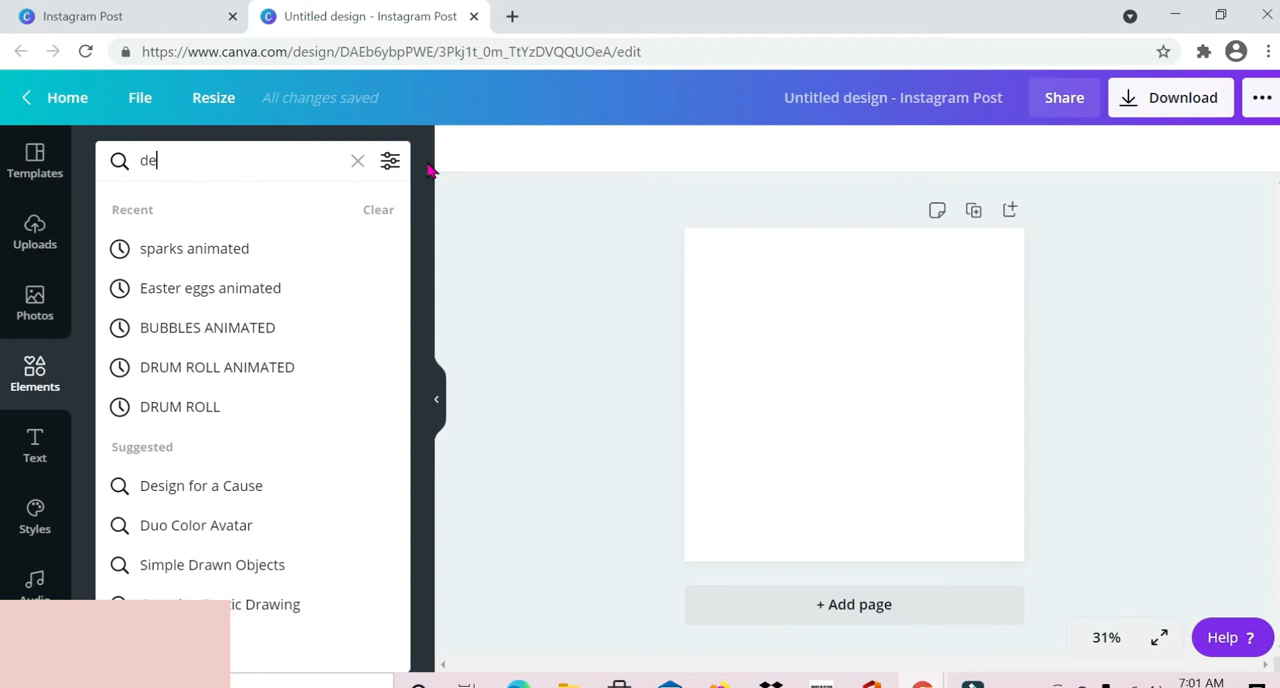 Instagram Post
Untitled design - Instagram Post
https://www.canva.com/design/DAEb6ybpPWE/3Pkj1t_0m_TtYzDVQQUOeA/edit
Home File Resize All changes saved Untitled design - Instagram Post Share Download
Templates
Uploads
Photos
Elements
Text
Styles
de
Recent Clear
sparks animated
Easter eggs animated
BUBBLES ANIMATED
DRUM ROLL ANIMATED
DRUM ROLL
Suggested
Design for a Cause
Duo Color Avatar
Simple Drawn Objects
Drawing
+ Add page
31%
Help ?
7:01 AM